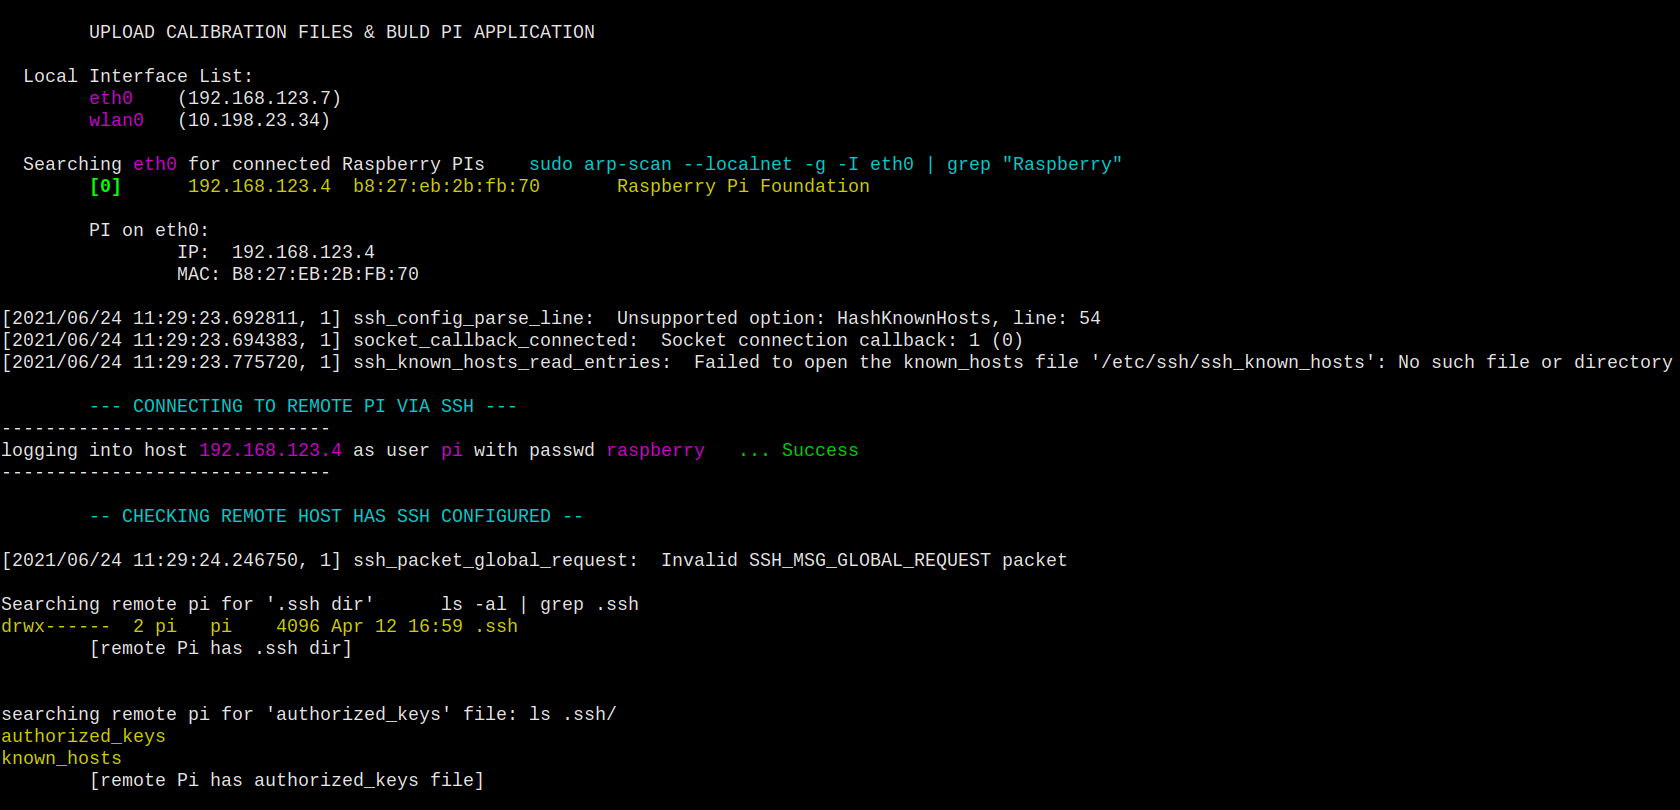 UPLOAD CALIBRATION FILES & BULD PI APPLICATION
Local Interface List:
eth0    (192.168.123.7)
wlan0   (10.198.23.34)
Searching eth0 for connected Raspberry PIs    sudo arp-scan --localnet -g -I eth0 | grep "Raspberry"
[0]      192.168.123.4  b8:27:eb:2b:fb:70       Raspberry Pi Foundation
PI on eth0:
IP:  192.168.123.4
MAC: B8:27:EB:2B:FB:70
[2021/06/24 11:29:23.692811, 1] ssh_config_parse_line:  Unsupported option: HashKnownHosts, line: 54
[2021/06/24 11:29:23.694383, 1] socket_callback_connected:  Socket connection callback: 1 (0)
[2021/06/24 11:29:23.775720, 1] ssh_known_hosts_read_entries:  Failed to open the known_hosts file '/etc/ssh/ssh_known_hosts': No such file or directory
--- CONNECTING TO REMOTE PI VIA SSH ---
------------------------------
logging into host 192.168.123.4 as user pi with passwd raspberry   ... Success
------------------------------
-- CHECKING REMOTE HOST HAS SSH CONFIGURED --
[2021/06/24 11:29:24.246750, 1] ssh_packet_global_request:  Invalid SSH_MSG_GLOBAL_REQUEST packet
Searching remote pi for '.ssh dir'      ls -al | grep .ssh
drwx------  2 pi   pi    4096 Apr 12 16:59 .ssh
[remote Pi has .ssh dir]
searching remote pi for 'authorized_keys' file: ls .ssh/
authorized_keys
known_hosts
[remote Pi has authorized_keys file]